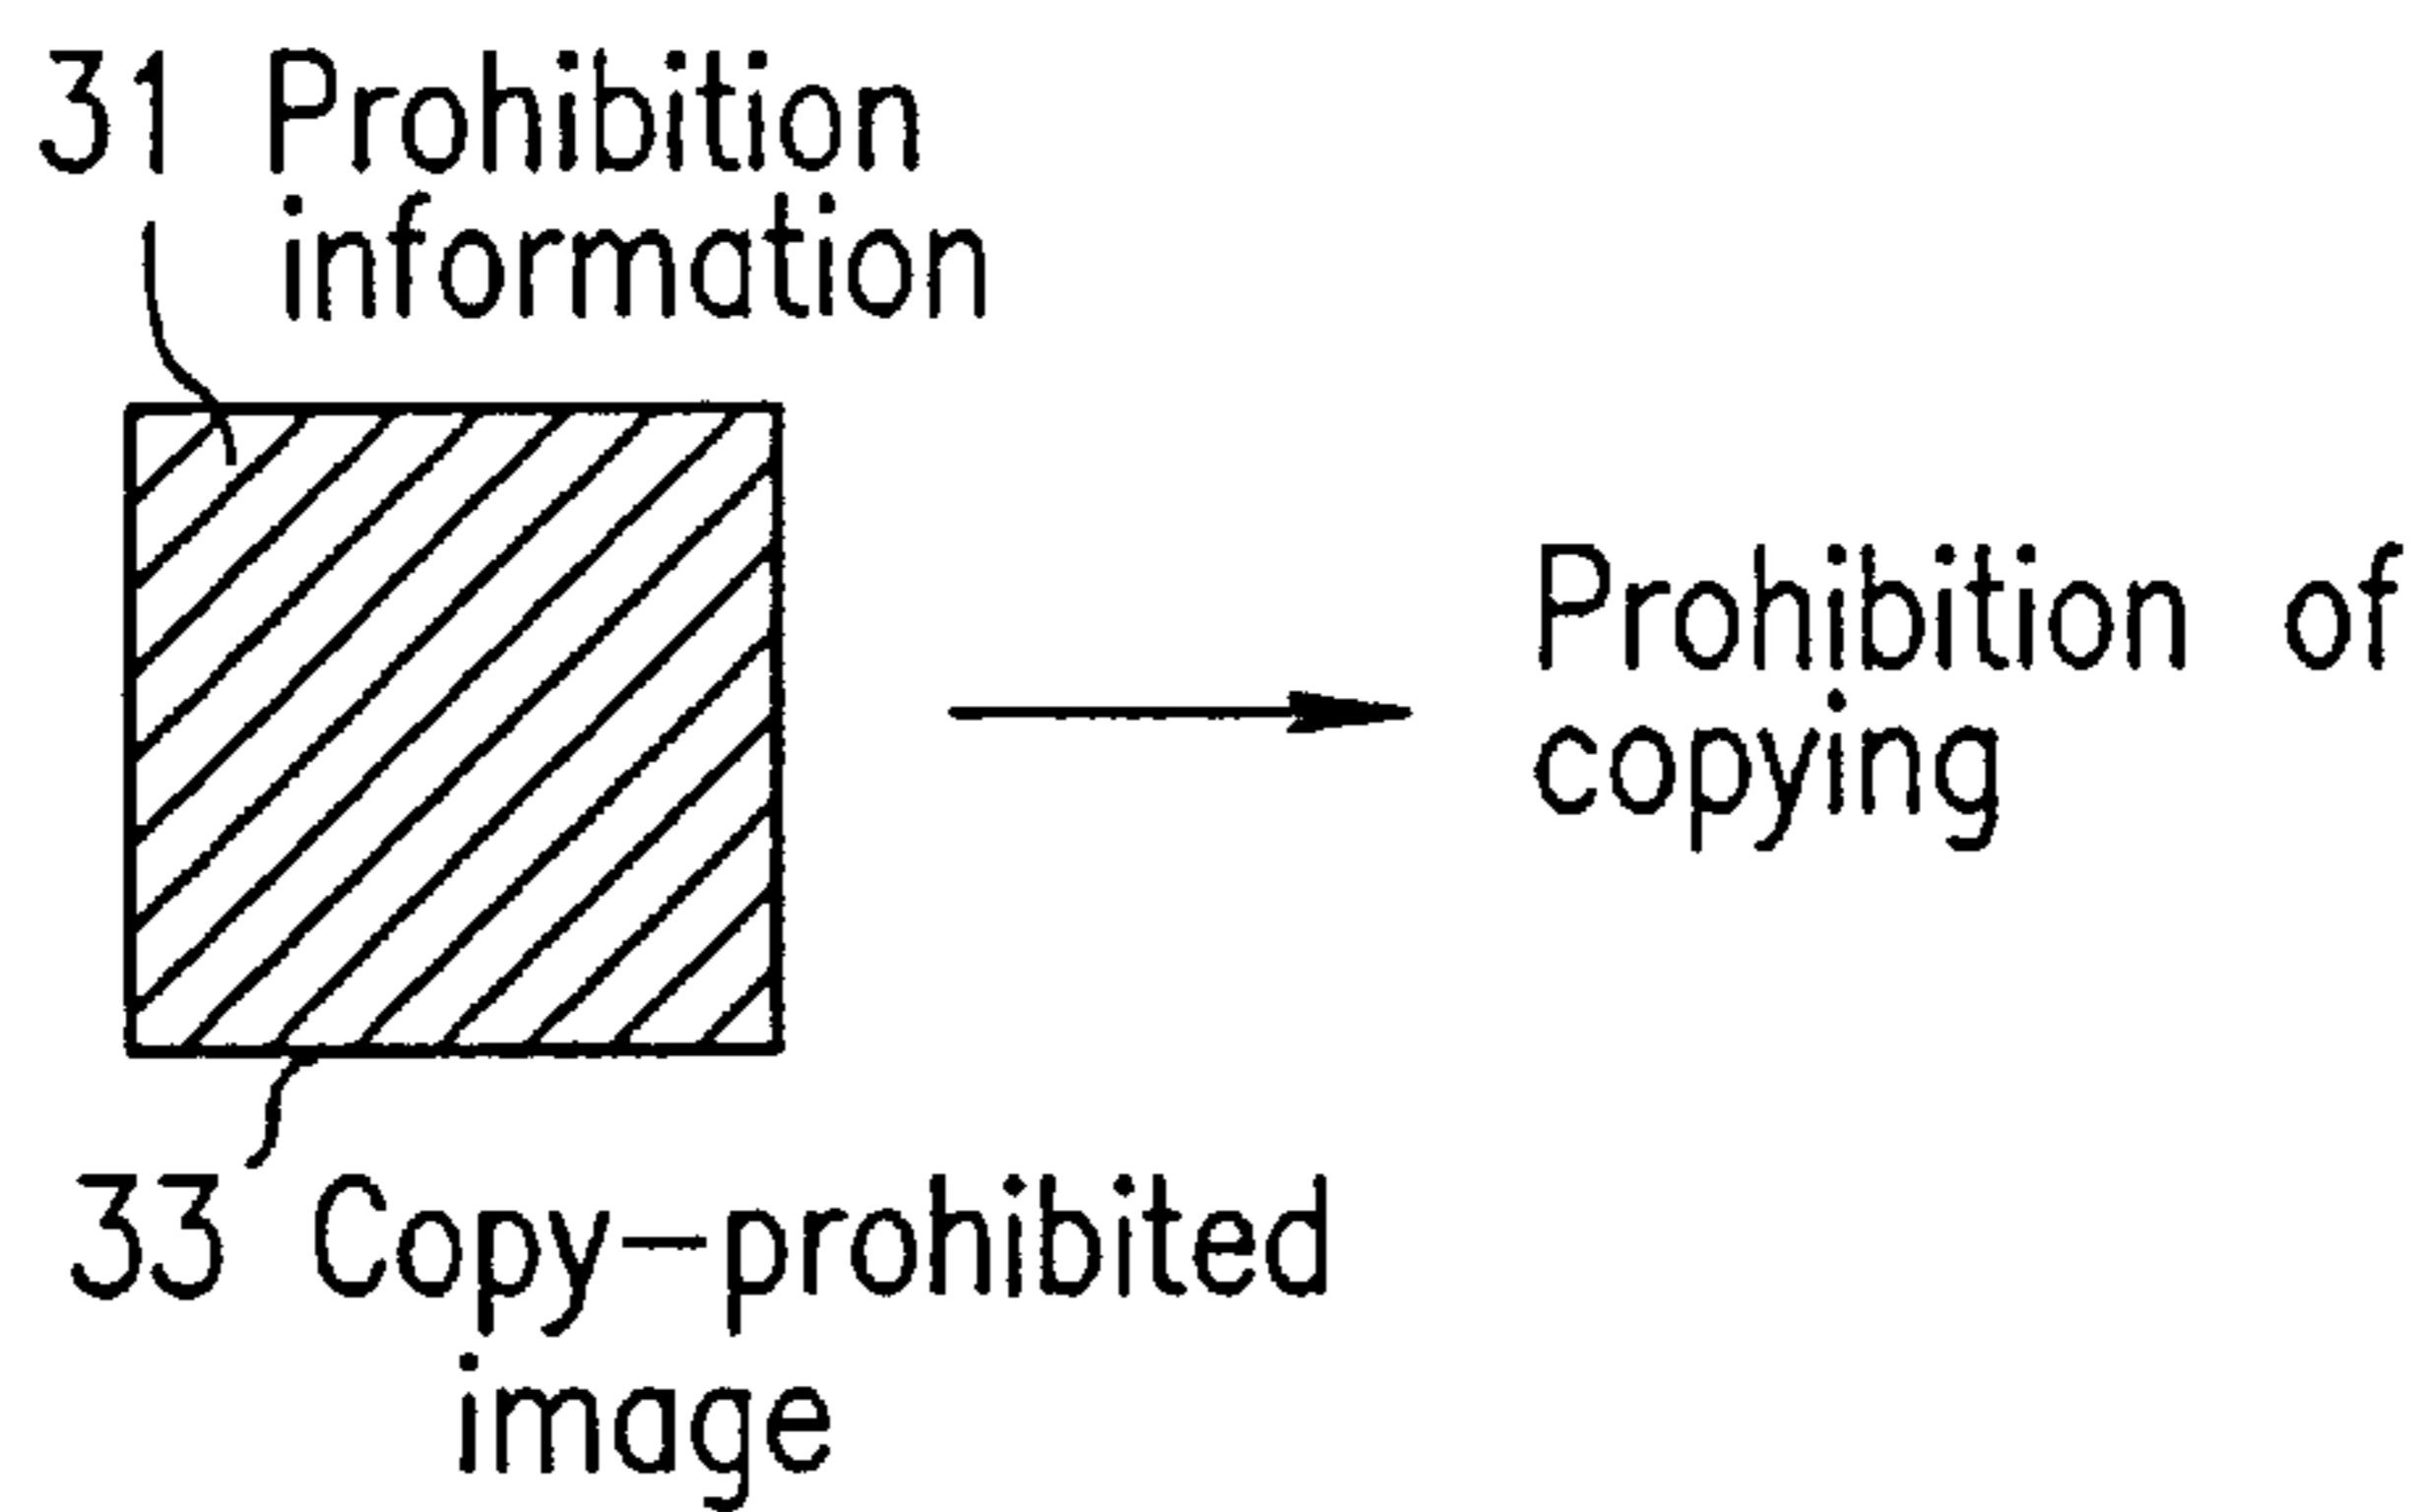 31 Prohibition
information
Prohibition of
copying
33 Copy-prohibited
image